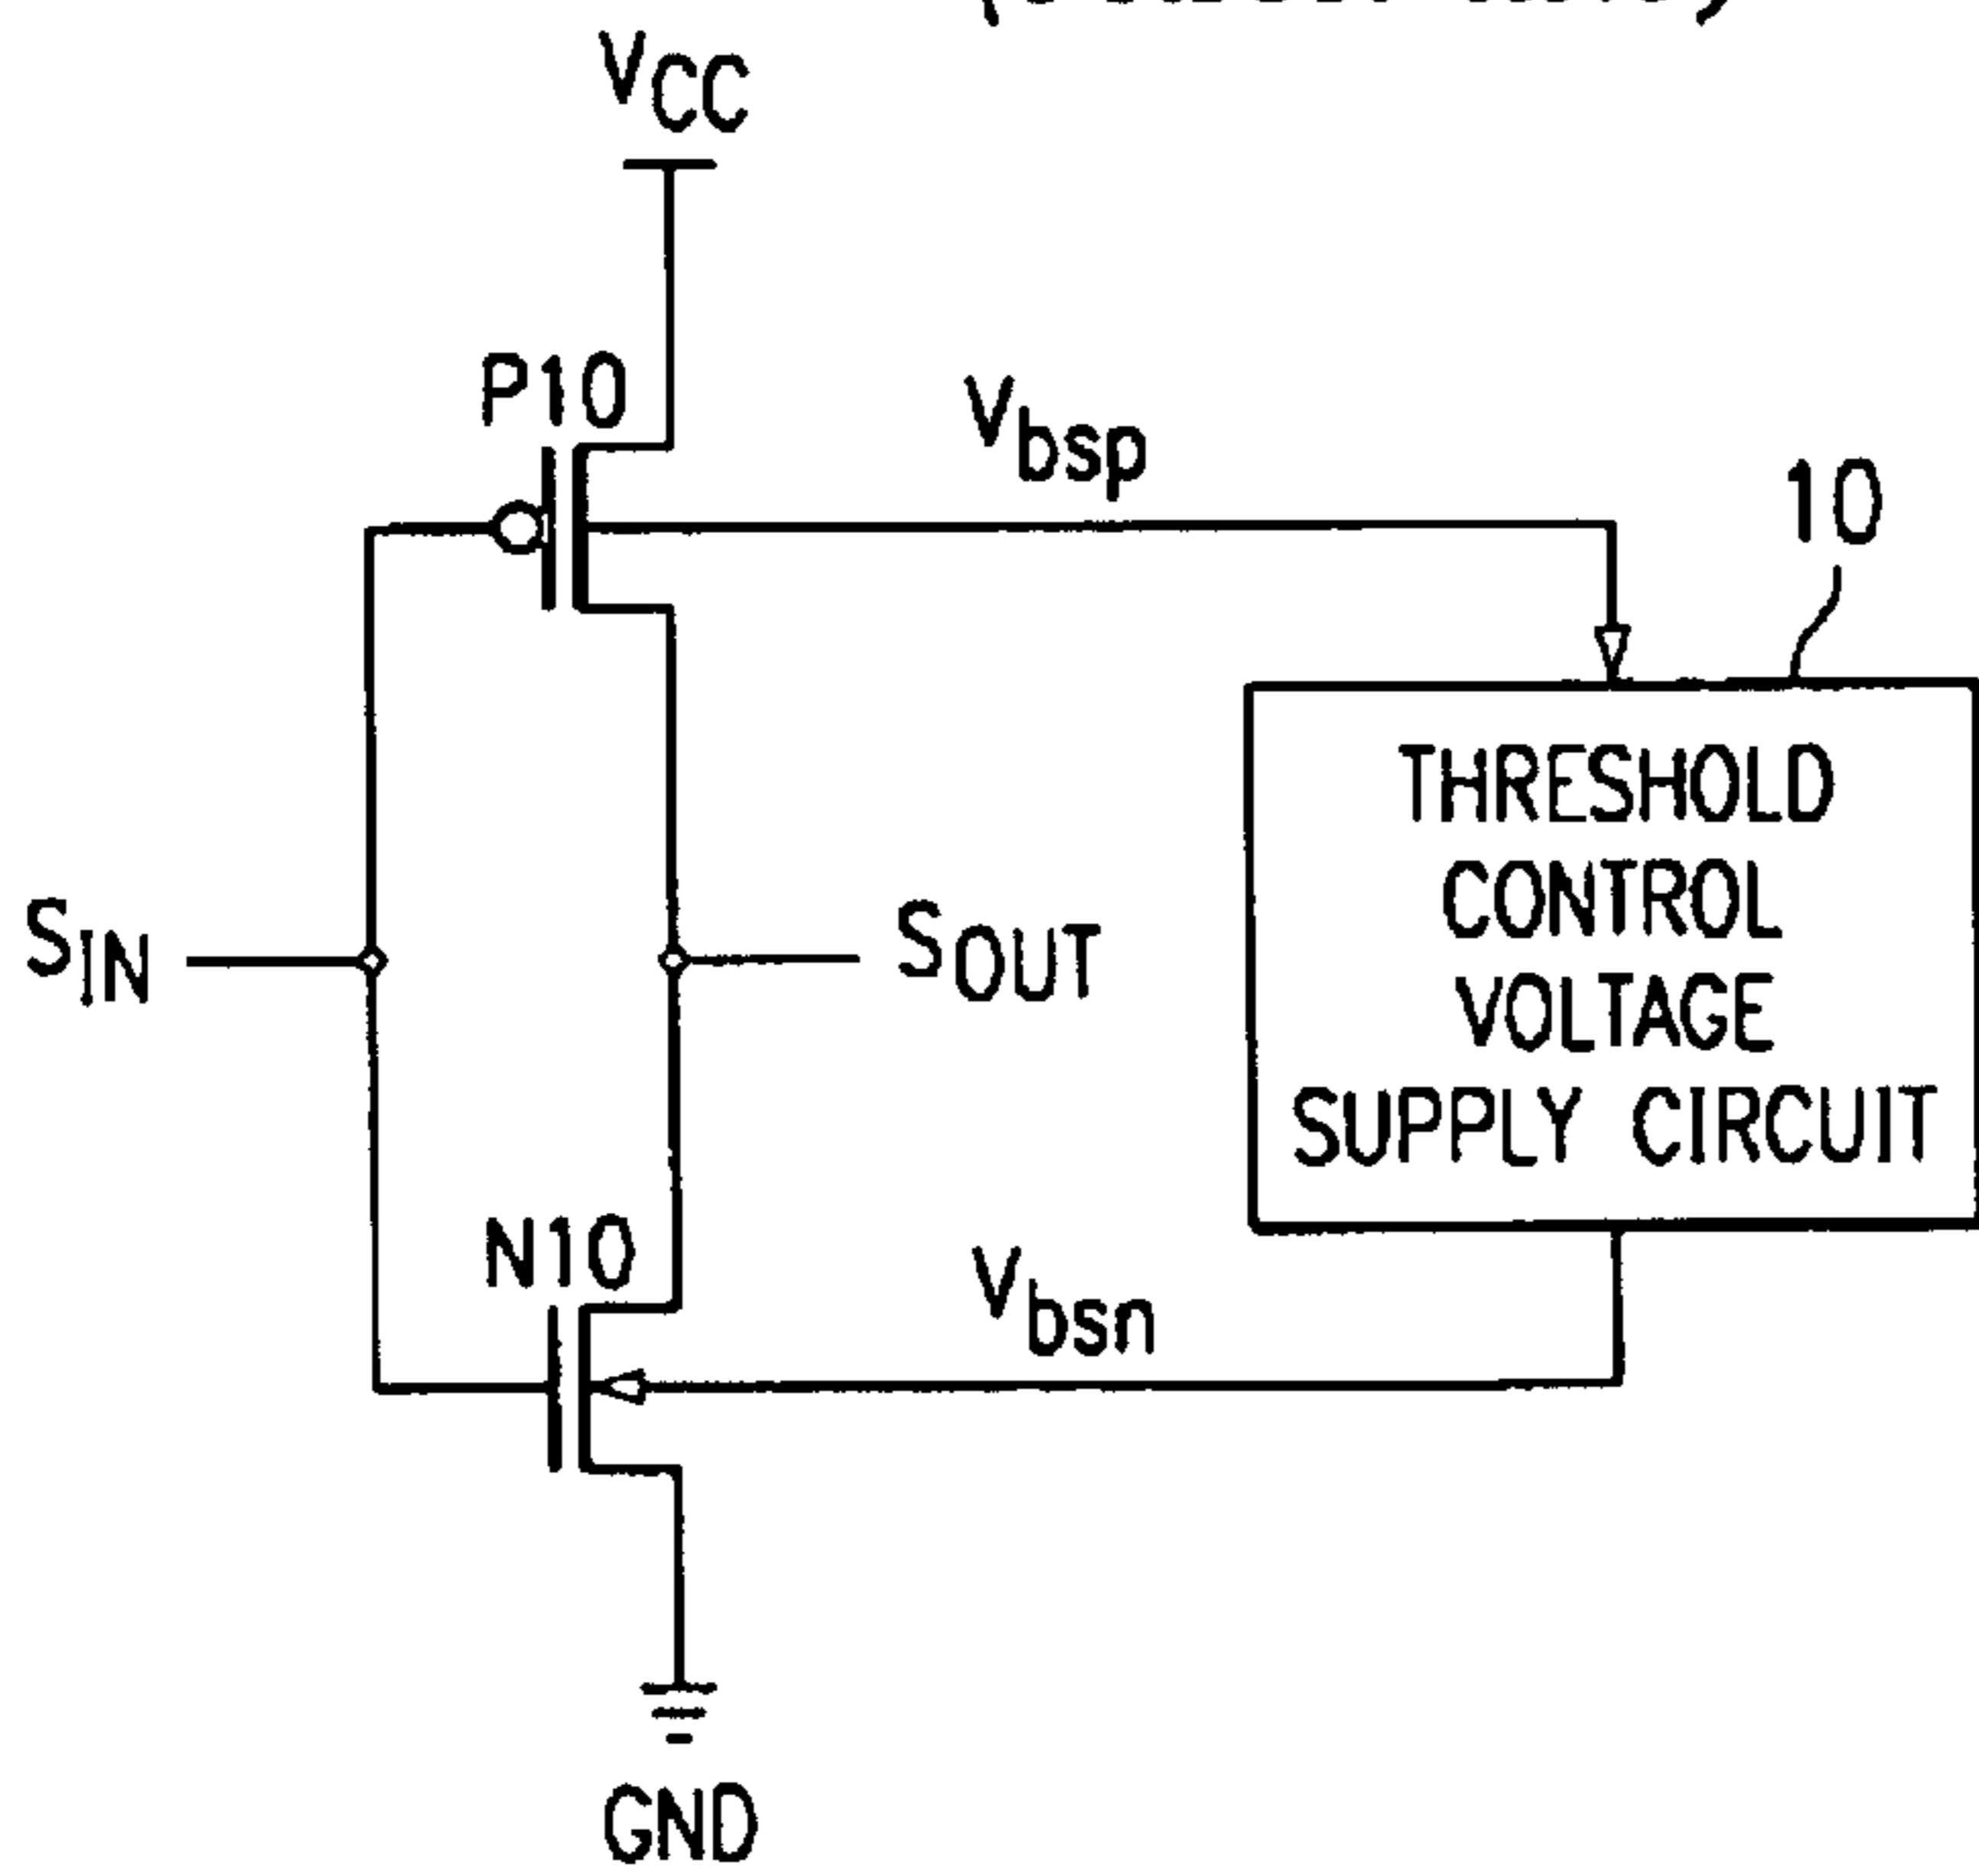 VCC
P10
Vbsp
10
THRESHOLD
CONTROL
VOLTAGE
SUPPLY CIRCUIT
SIN
SOUT
N10
Vbsn
GND